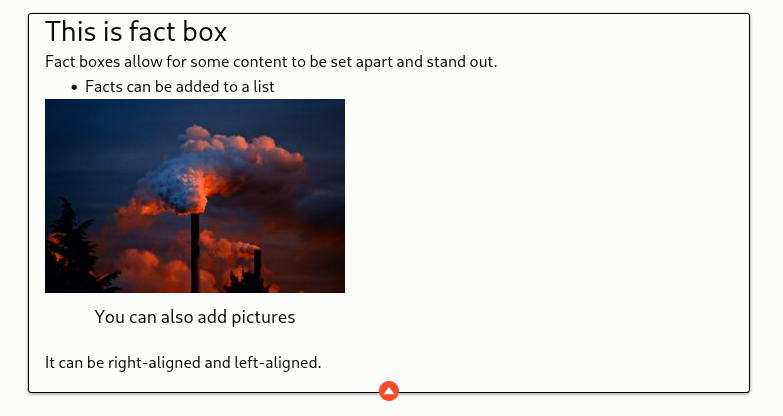 This is fact box
Fact boxes allow for some content to be set apart and stand out.
• Facts can be added to a list
You can also add pictures
It can be right-aligned and left-aligned.